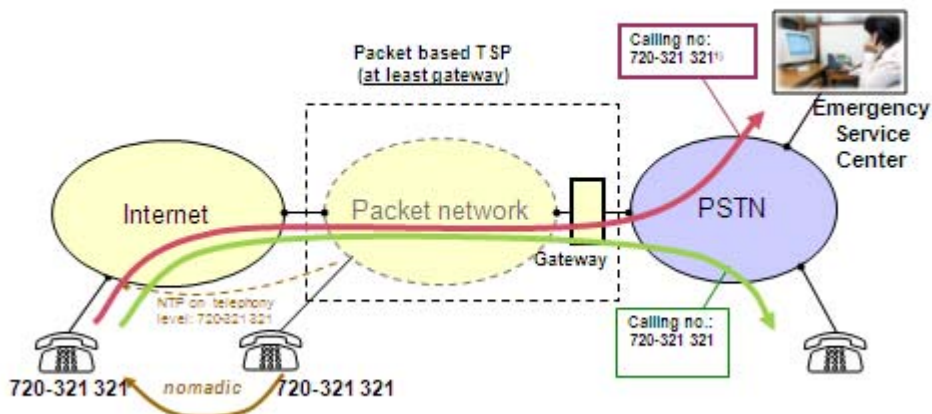 Packet based TSP
(at least gateway)
Calling no:
720-321 321¹⁾
Emergency
Service
Center
Internet
Packet network
PSTN
Gateway
NTP on telephony
level: 720-321 321
Calling no.:
720-321 321
720-321 321
nomadic
720-321 321